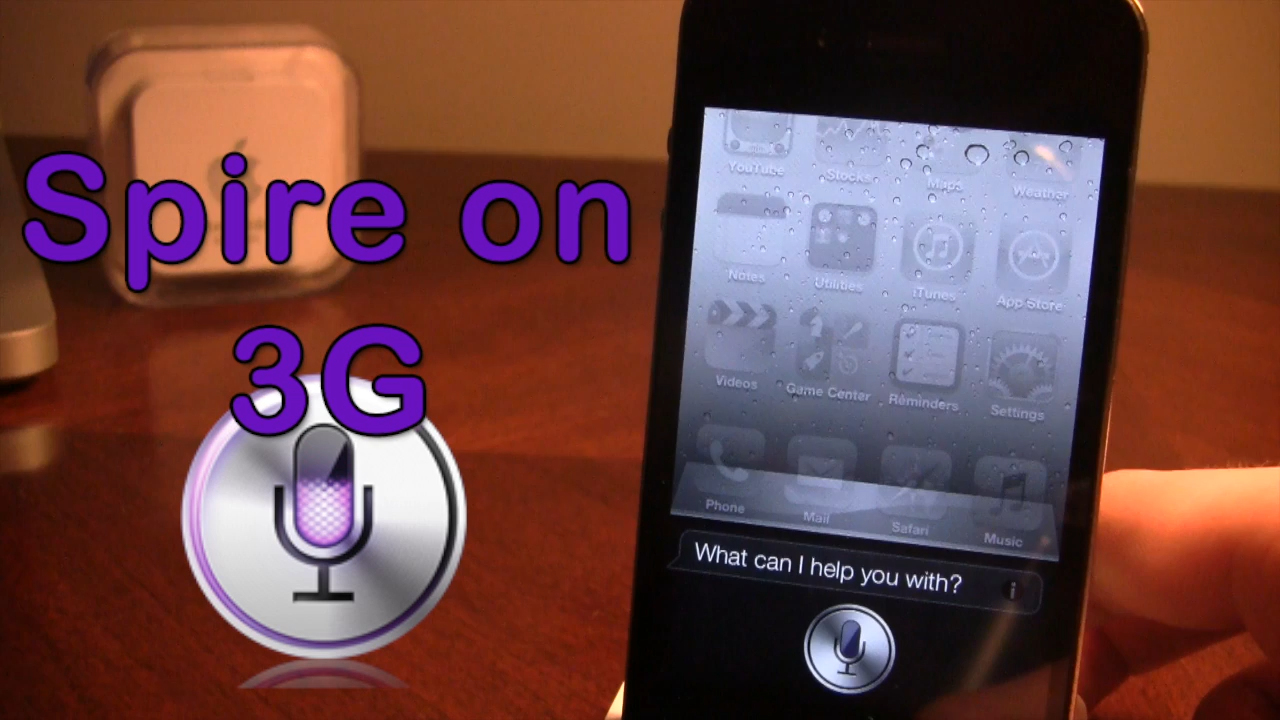 Spire on
3G
YouTube Stocks Maps Weather
Notes Utilities iTunes App Store
Videos Game Center Reminders Settings
Phone Mail Safari Music
What can I help you with?